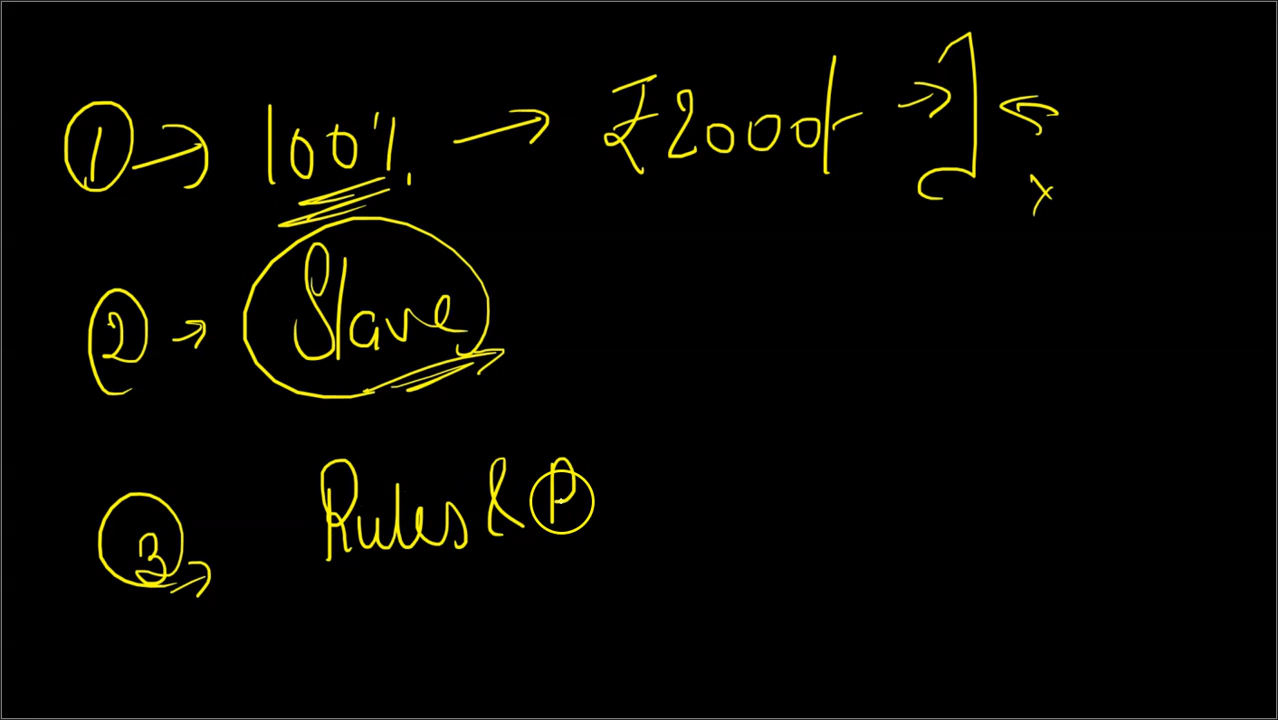 1 → 100% → ₹2000/- →
2 → Slave
3 → Rules & P